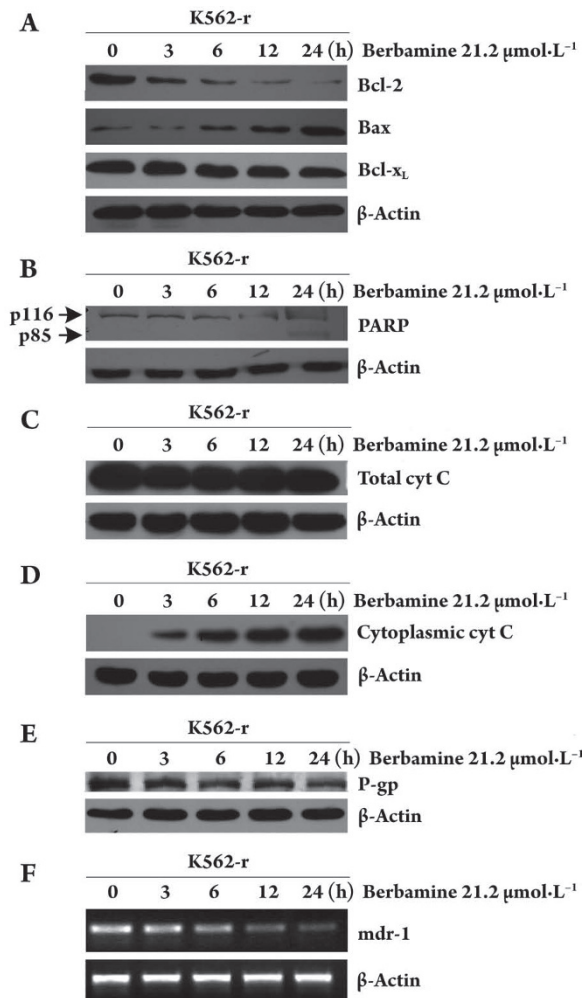 A
K562-r
0 3 6 12 24 (h) Berbamine 21.2 μmol·L⁻¹
Bcl-2
Bax
Bcl-x_L
β-Actin
B
K562-r
0 3 6 12 24 (h) Berbamine 21.2 μmol·L⁻¹
p116
p85
PARP
β-Actin
C
K562-r
0 3 6 12 24 (h) Berbamine 21.2 μmol·L⁻¹
Total cyt C
β-Actin
D
K562-r
0 3 6 12 24 (h) Berbamine 21.2 μmol·L⁻¹
Cytoplasmic cyt C
β-Actin
E
K562-r
0 3 6 12 24 (h) Berbamine 21.2 μmol·L⁻¹
P-gp
β-Actin
F
K562-r
0 3 6 12 24 (h) Berbamine 21.2 μmol·L⁻¹
mdr-1
β-Actin